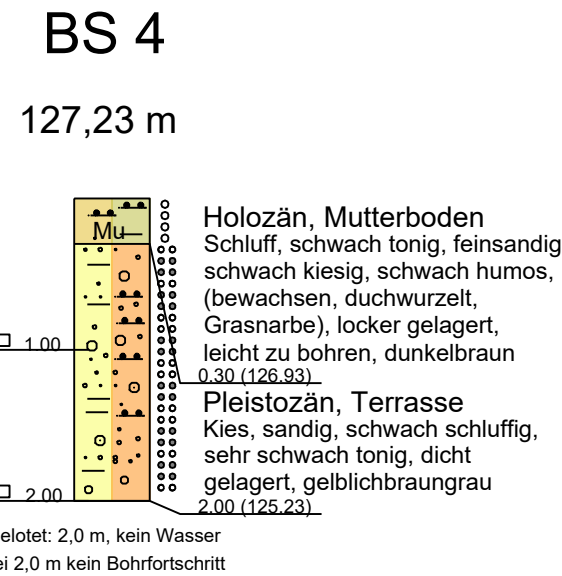 BS 4
127,23 m
Mu
Holozän, Mutterboden
Schluff, schwach tonig, feinsandig
schwach kiesig, schwach humos,
(bewachsen, duchwurzelt,
Grasnarbe), locker gelagert,
leicht zu bohren, dunkelbraun
1.00
0.30 (126.93)
Pleistozän, Terrasse
Kies, sandig, schwach schluffig,
sehr schwach tonig, dicht
gelagert, gelblichbraungrau
2.00
2.00 (125.23)
elotet: 2,0 m, kein Wasser
ei 2,0 m kein Bohrfortschritt